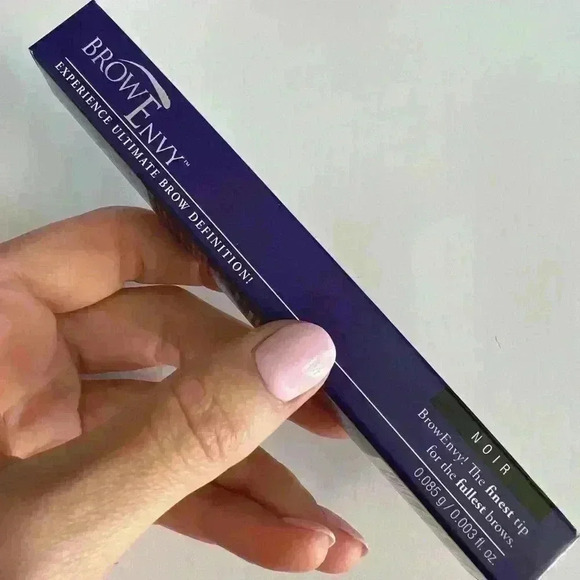 BROWENVY™
EXPERIENCE ULTIMATE BROW DEFINITION!
NOIR
BrowEnvy! The finest tip
for the fullest brows.
0.085 g/0.003 fl. oz.